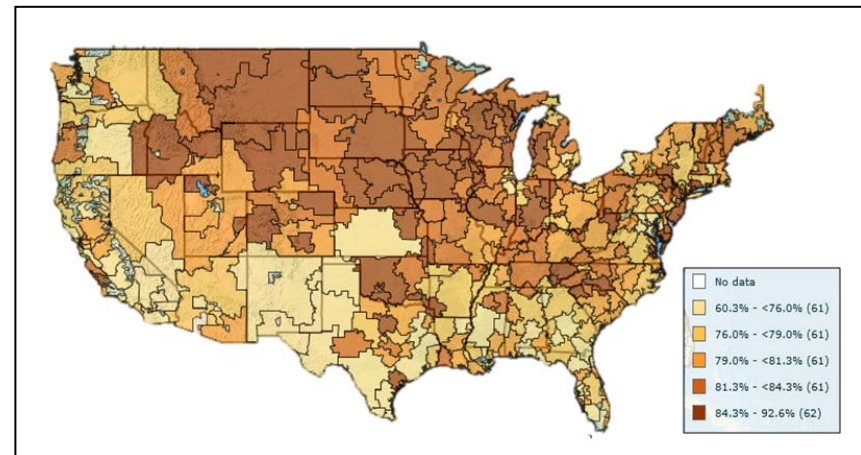 No data
60.3% - <76.0% (61)
76.0% - <79.0% (61)
79.0% - <81.3% (61)
81.3% - <84.3% (61)
84.3% - 92.6% (62)